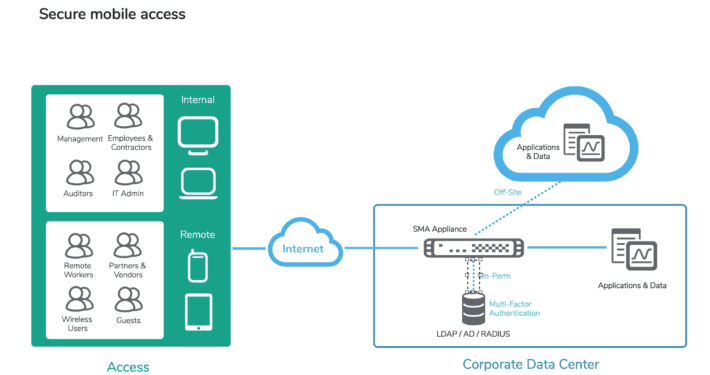 Secure mobile access
Internal
Management
Employees &
Contractors
Auditors
IT Admin
Remote
Remote
Workers
Partners &
Vendors
Wireless
Users
Guests
Access
Internet
Applications
& Data
Off-Site
SMA Appliance
In-Perm
Multi-Factor
Authentication
LDAP / AD / RADIUS
Applications & Data
Corporate Data Center